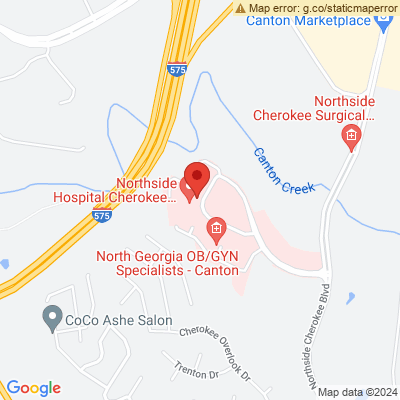 Map error: g.co/staticmaperror
Canton Marketplace
575
Northside
Cherokee Surgical...
Canton Creek
Northside
Hospital Cherokee...
575
North Georgia OB/GYN
Specialists - Canton
CoCo Ashe Salon
Cherokee Overlook Dr
Trenton Dr
Northside Cherokee Blvd
Google
Map data ©2024